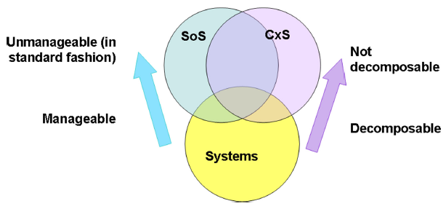 Unmanageable (in
standard fashion)
Manageable
SoS
CxS
Systems
Not
decomposable
Decomposable